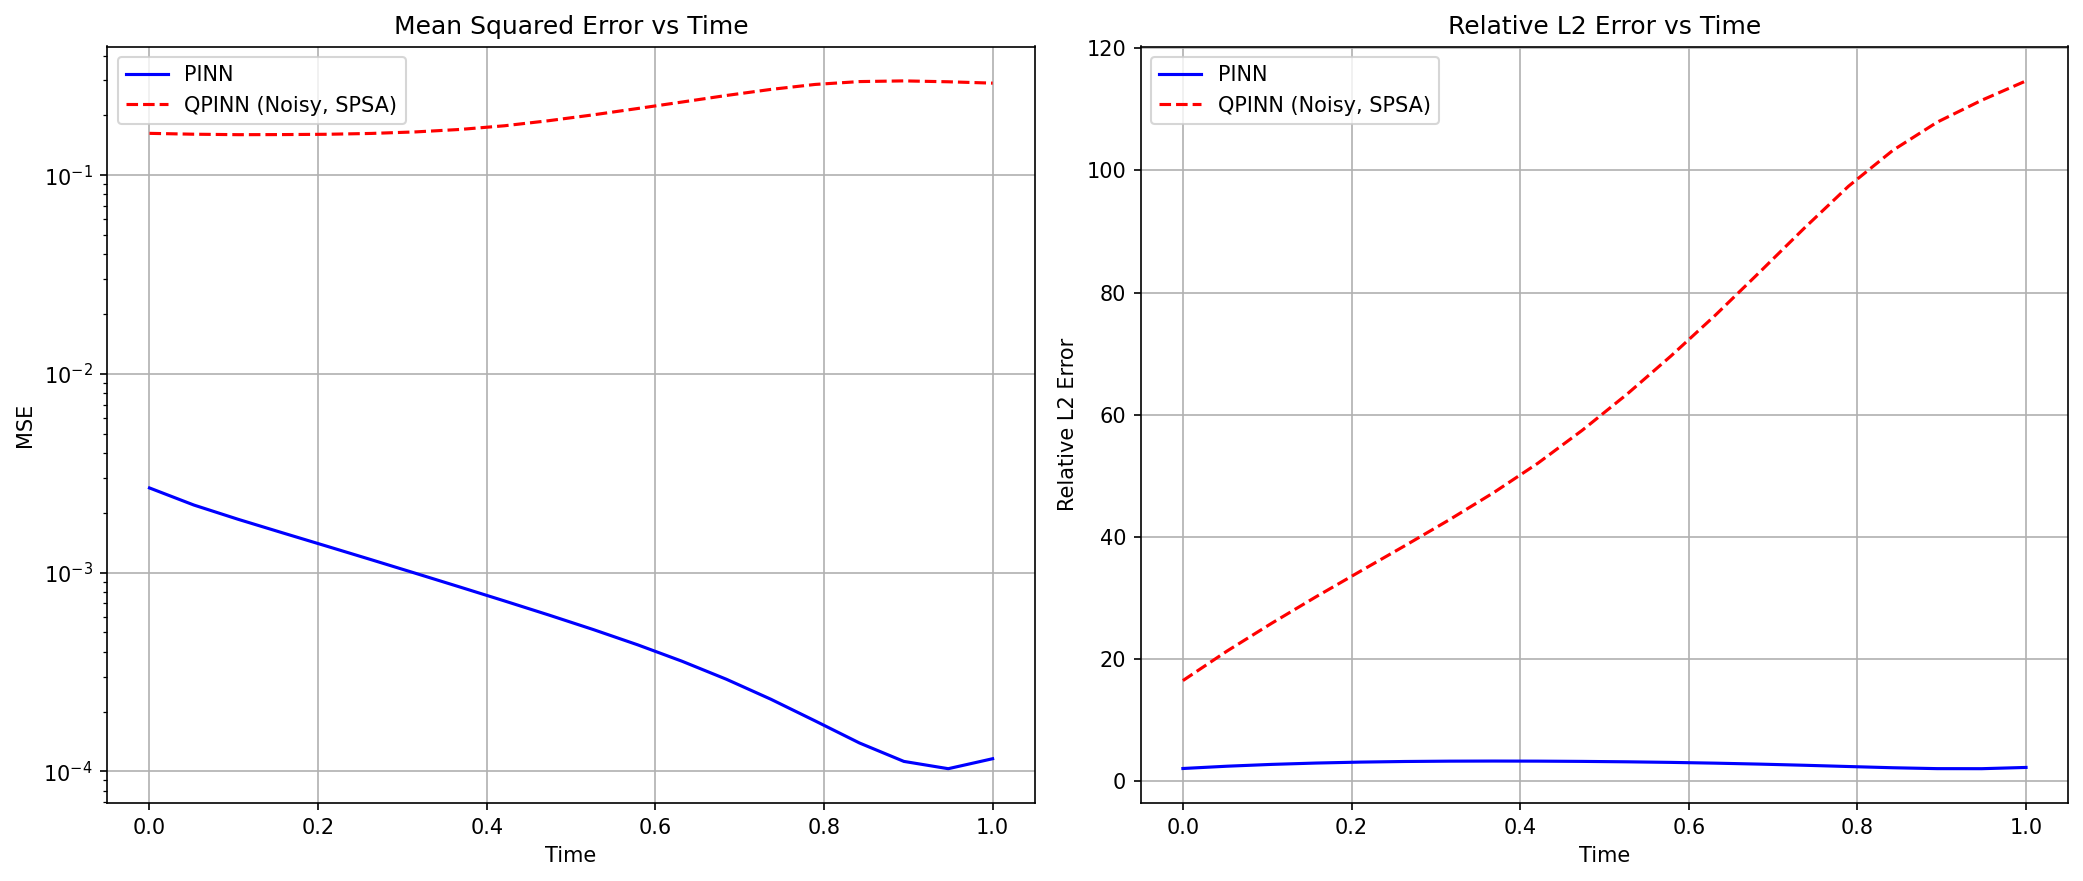 Mean Squared Error vs Time
PINN
QPINN (Noisy, SPSA)
MSE
10⁻¹
10⁻²
10⁻³
10⁻⁴
0.0 0.2 0.4 0.6 0.8 1.0
Time
Relative L2 Error vs Time
PINN
QPINN (Noisy, SPSA)
Relative L2 Error
120
100
80
60
40
20
0
0.0 0.2 0.4 0.6 0.8 1.0
Time